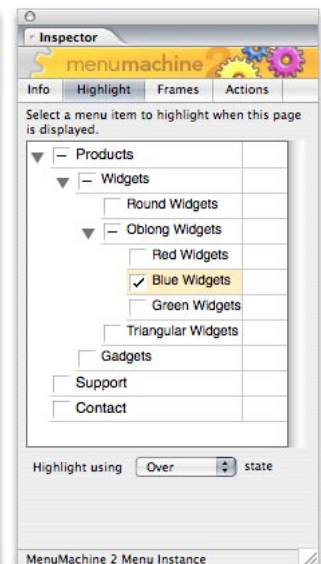 Inspector
menumachine 2
Info Highlight Frames Actions
Select a menu item to highlight when this page
is displayed.
Products
Widgets
Round Widgets
Oblong Widgets
Red Widgets
Blue Widgets
Green Widgets
Triangular Widgets
Gadgets
Support
Contact
Highlight using Over state
MenuMachine 2 Menu Instance